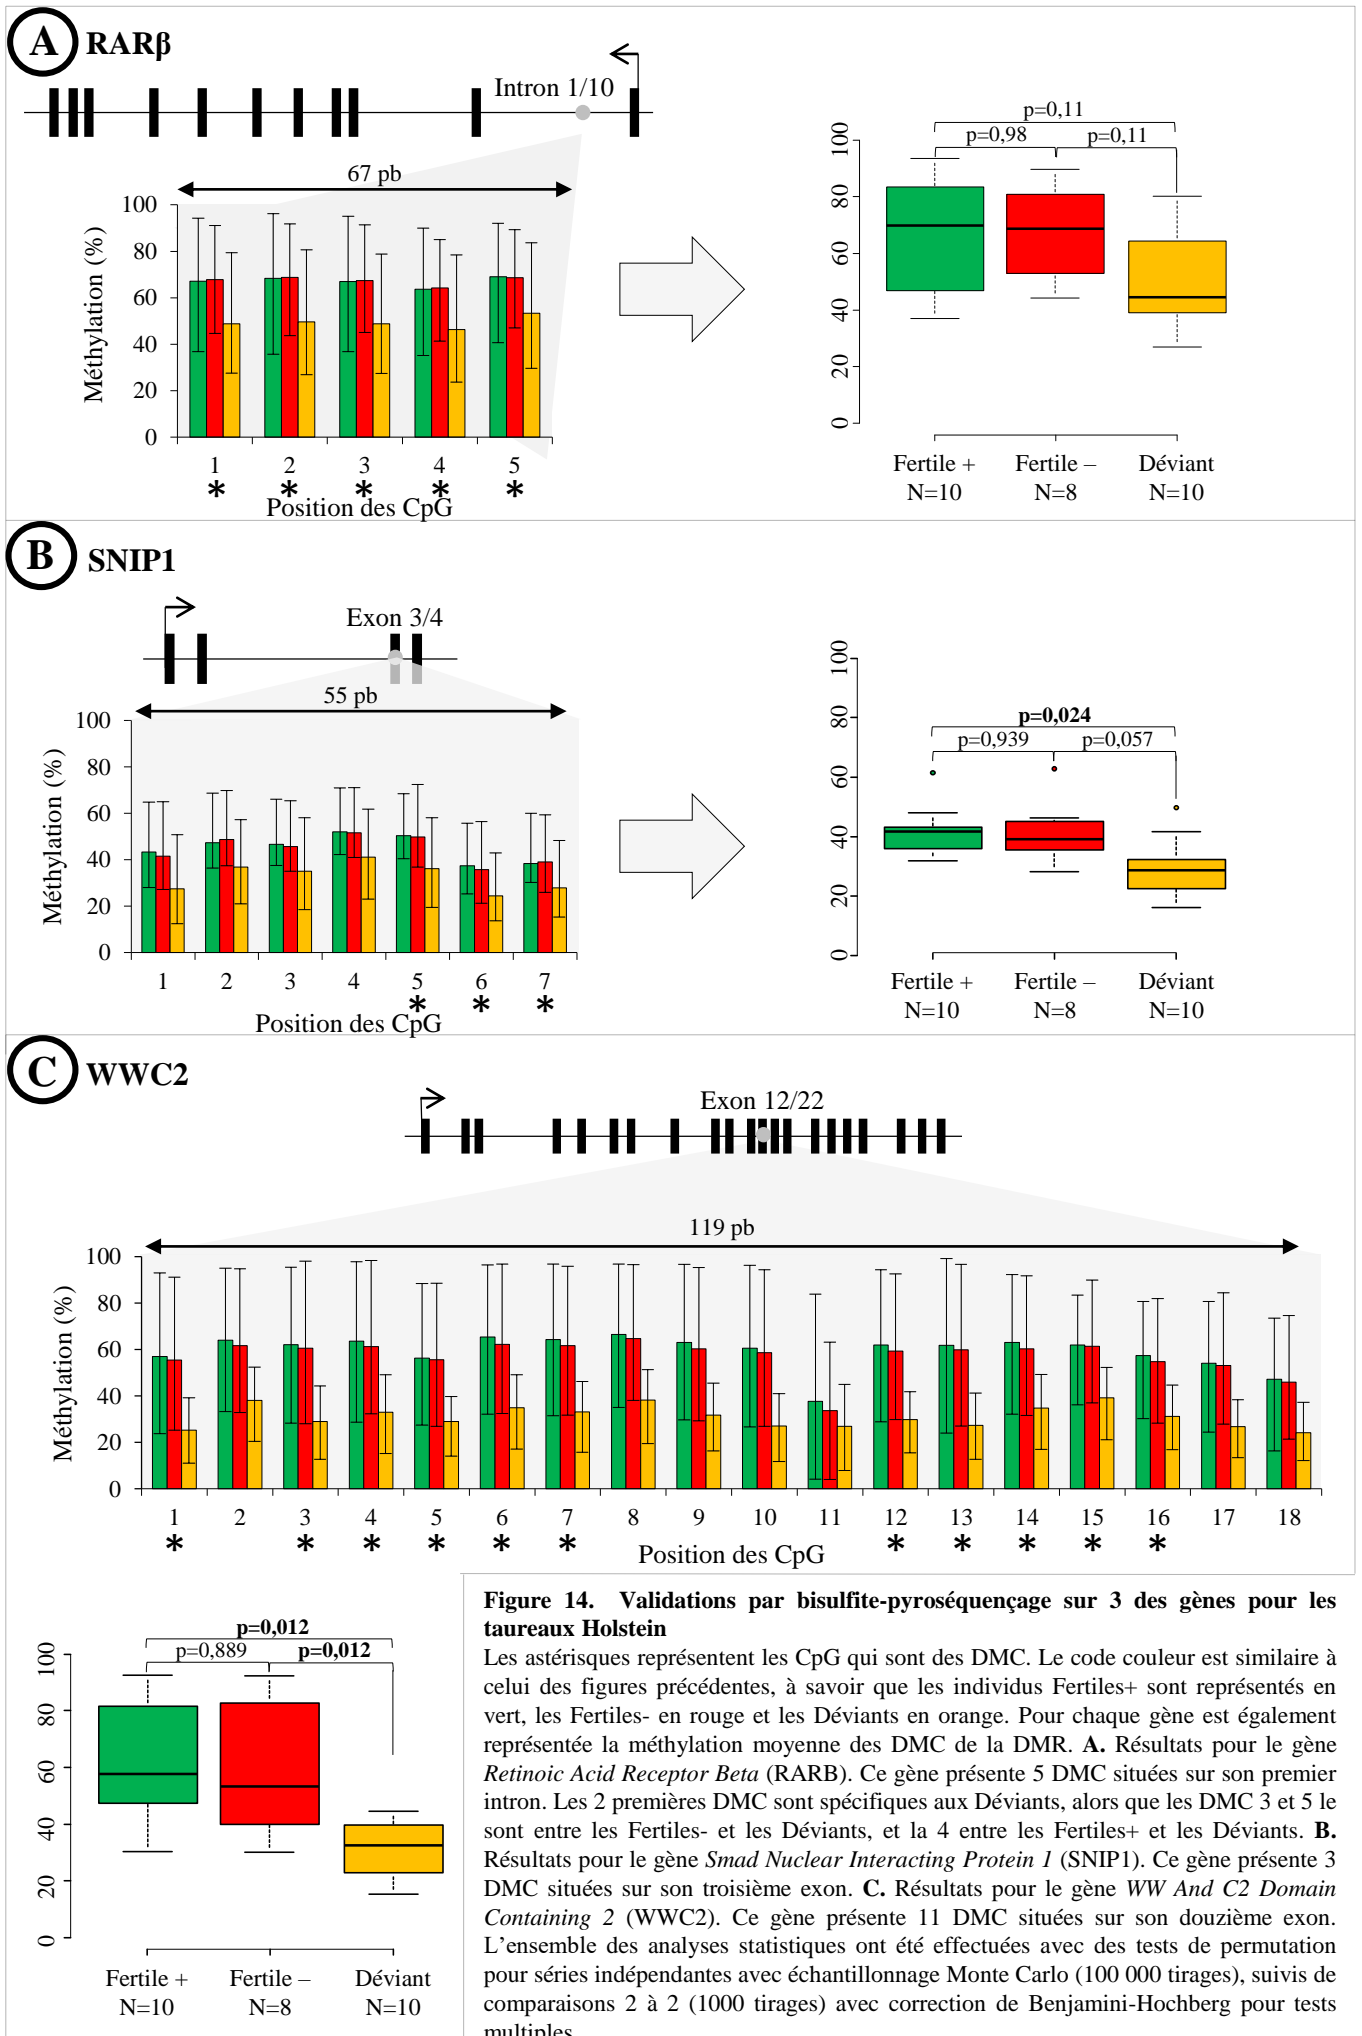 A RARβ
Intron 1/10
67 pb
Méthylation (%)
100
80
60
40
20
0
1 2 3 4 5
* * * * *
Position des CpG
p=0,11
p=0,98 p=0,11
100
80
60
40
20
0
Fertile + Fertile – Déviant
N=10 N=8 N=10
B SNIP1
Exon 3/4
55 pb
Méthylation (%)
100
80
60
40
20
0
1 2 3 4 5 6 7
* * *
Position des CpG
p=0,024
p=0,939 p=0,057
100
80
60
40
20
0
Fertile + Fertile – Déviant
N=10 N=8 N=10
C WWC2
Exon 12/22
119 pb
Méthylation (%)
100
80
60
40
20
0
1 2 3 4 5 6 7 8 9 10 11 12 13 14 15 16 17 18
* * * * * * * * * * *
Position des CpG
p=0,012
p=0,889 p=0,012
100
80
60
40
20
0
Fertile + Fertile – Déviant
N=10 N=8 N=10
Figure 14. Validations par bisulfite-pyroséquençage sur 3 des gènes pour les
taureaux Holstein
Les astérisques représentent les CpG qui sont des DMC. Le code couleur est similaire à
celui des figures précédentes, à savoir que les individus Fertiles+ sont représentés en
vert, les Fertiles- en rouge et les Déviants en orange. Pour chaque gène est également
représentée la méthylation moyenne des DMC de la DMR. A. Résultats pour le gène
Retinoic Acid Receptor Beta (RARB). Ce gène présente 5 DMC situées sur son premier
intron. Les 2 premières DMC sont spécifiques aux Déviants, alors que les DMC 3 et 5 le
sont entre les Fertiles- et les Déviants, et la 4 entre les Fertiles+ et les Déviants. B.
Résultats pour le gène Smad Nuclear Interacting Protein 1 (SNIP1). Ce gène présente 3
DMC situées sur son troisième exon. C. Résultats pour le gène WW And C2 Domain
Containing 2 (WWC2). Ce gène présente 11 DMC situées sur son douzième exon.
L'ensemble des analyses statistiques ont été effectuées avec des tests de permutation
pour séries indépendantes avec échantillonnage Monte Carlo (100 000 tirages), suivis de
comparaisons 2 à 2 (1000 tirages) avec correction de Benjamini-Hochberg pour tests
multiples